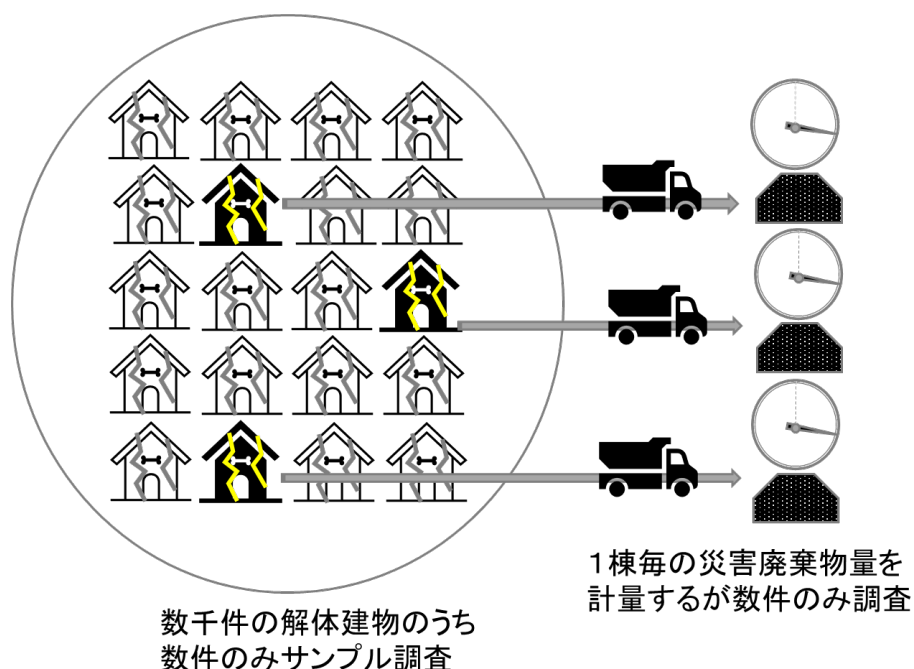 1棟毎の災害廃棄物量を
計量するが数件のみ調査
数千件の解体建物のうち
数件のみサンプル調査